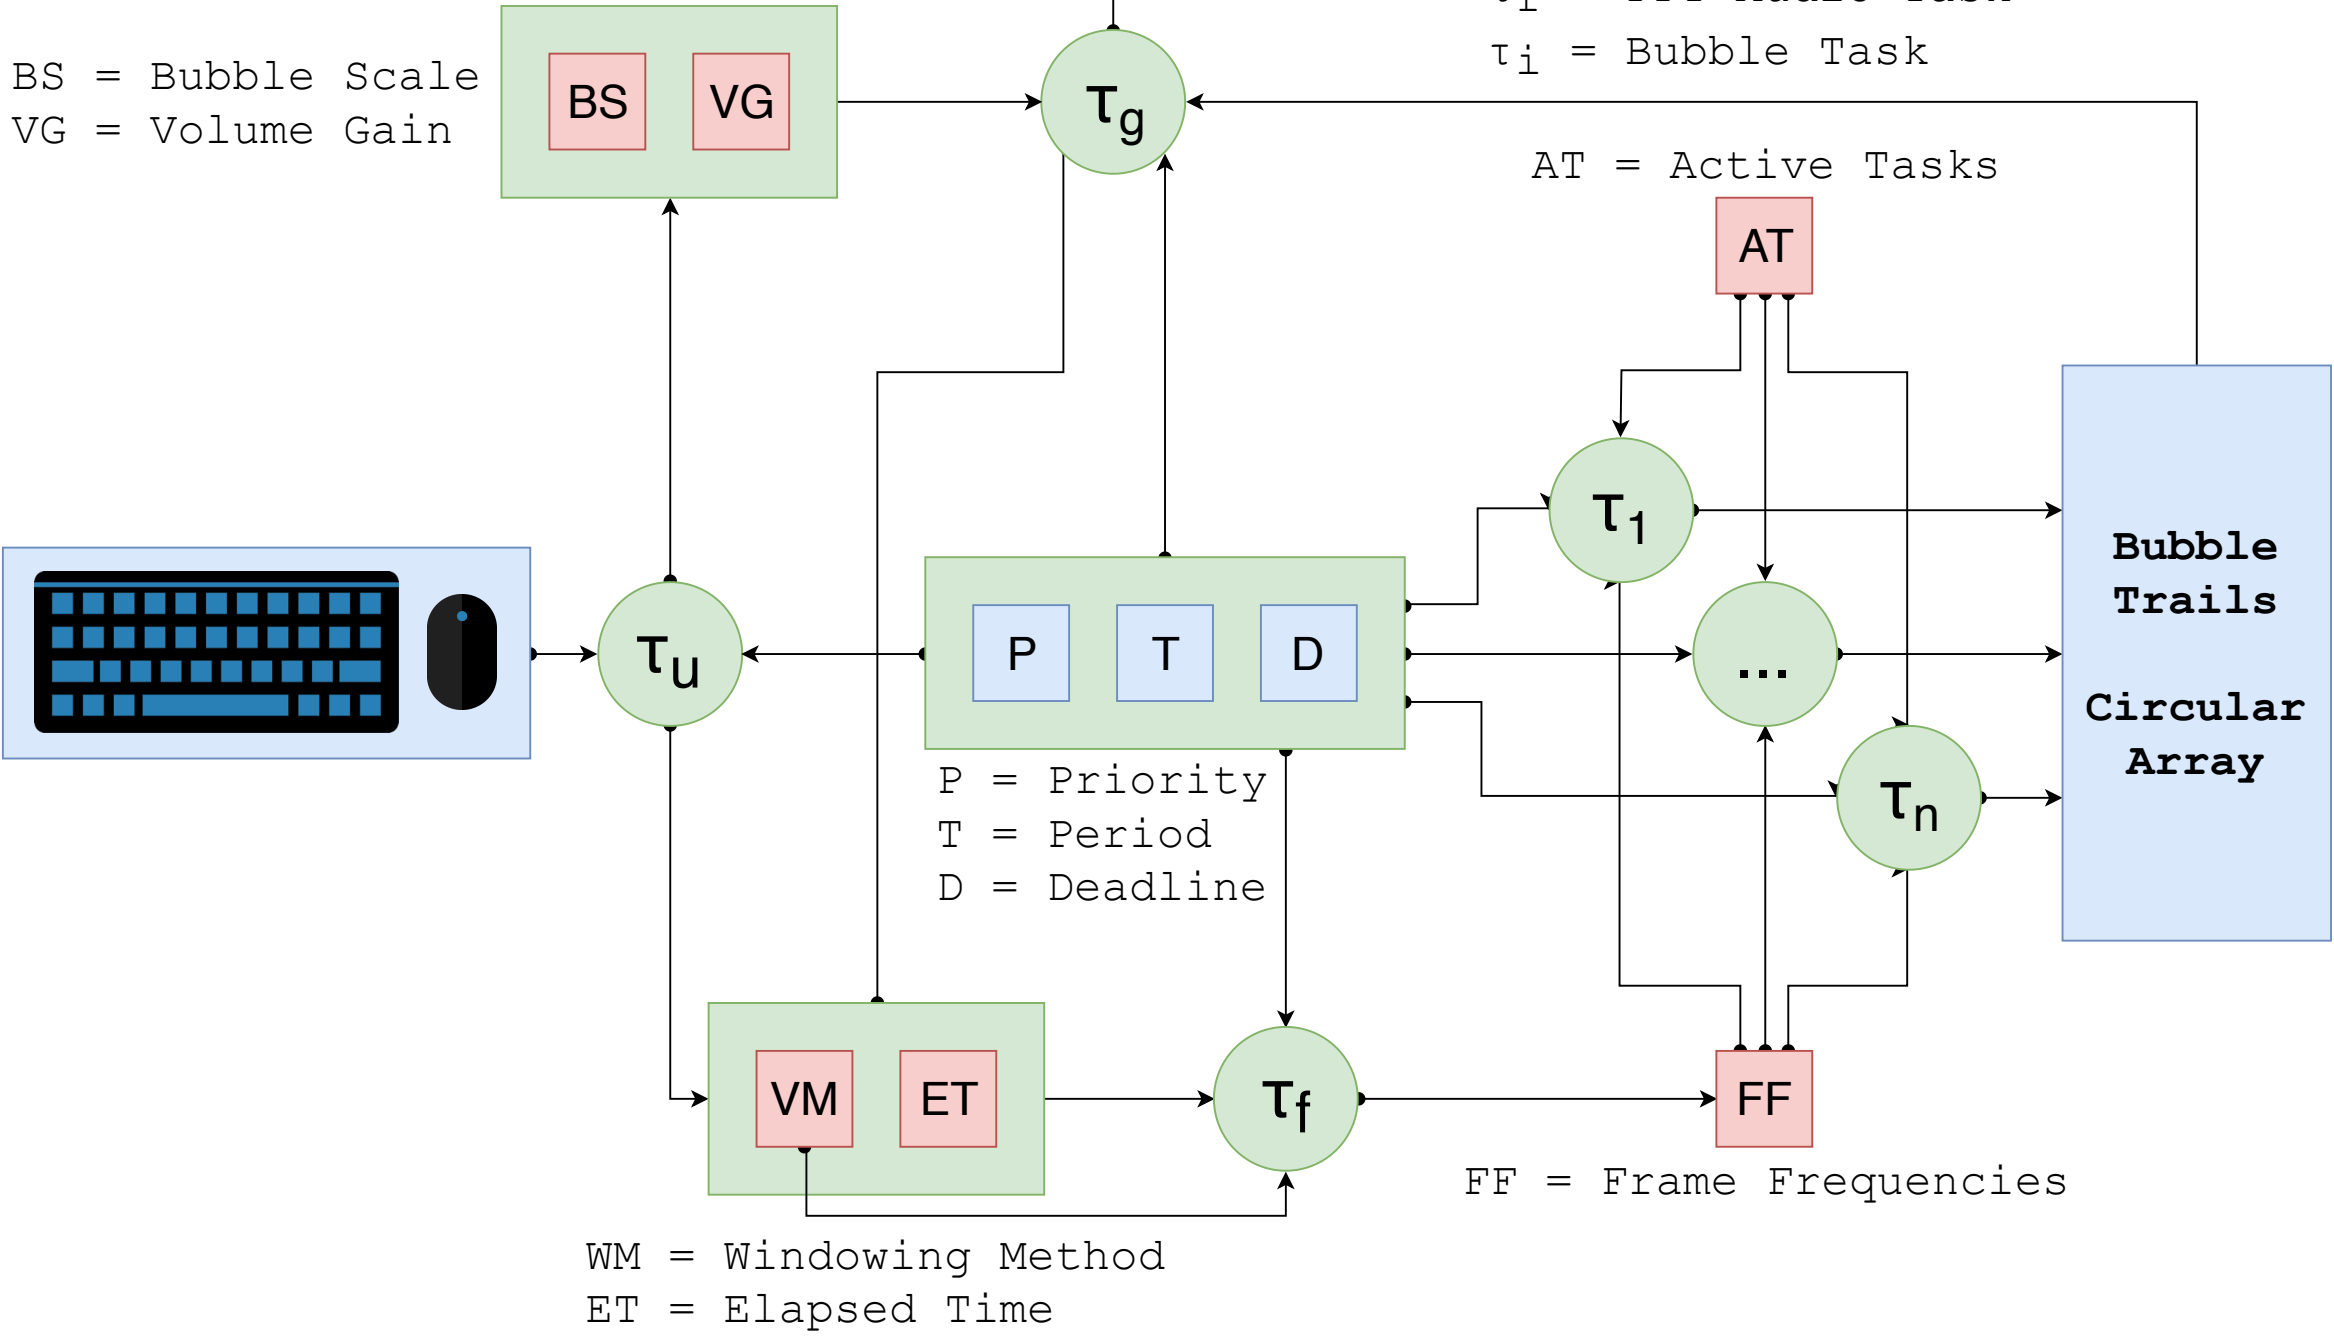 τi = Bubble Task
BS = Bubble Scale
VG = Volume Gain
BS VG
τg
AT = Active Tasks
AT
τ1
τu
P T D
...
τn
Bubble
Trails
Circular
Array
P = Priority
T = Period
D = Deadline
VM ET
τf
FF
FF = Frame Frequencies
WM = Windowing Method
ET = Elapsed Time